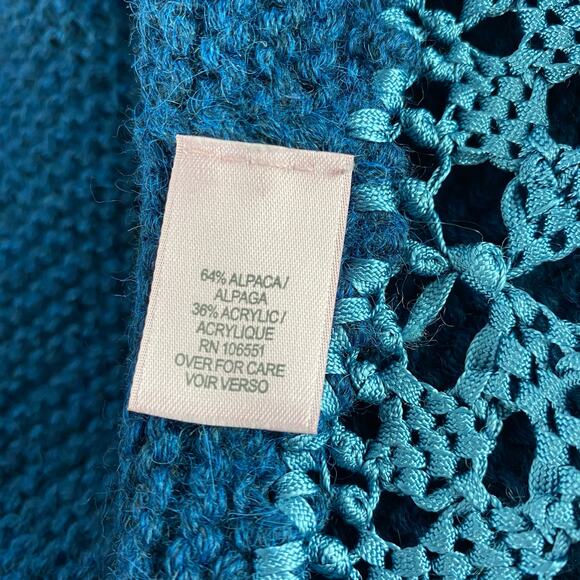 64% ALPACA/
ALPAGA
36% ACRYLIC/
ACRYLIQUE
RN 106551
OVER FOR CARE
VOIR VERSO